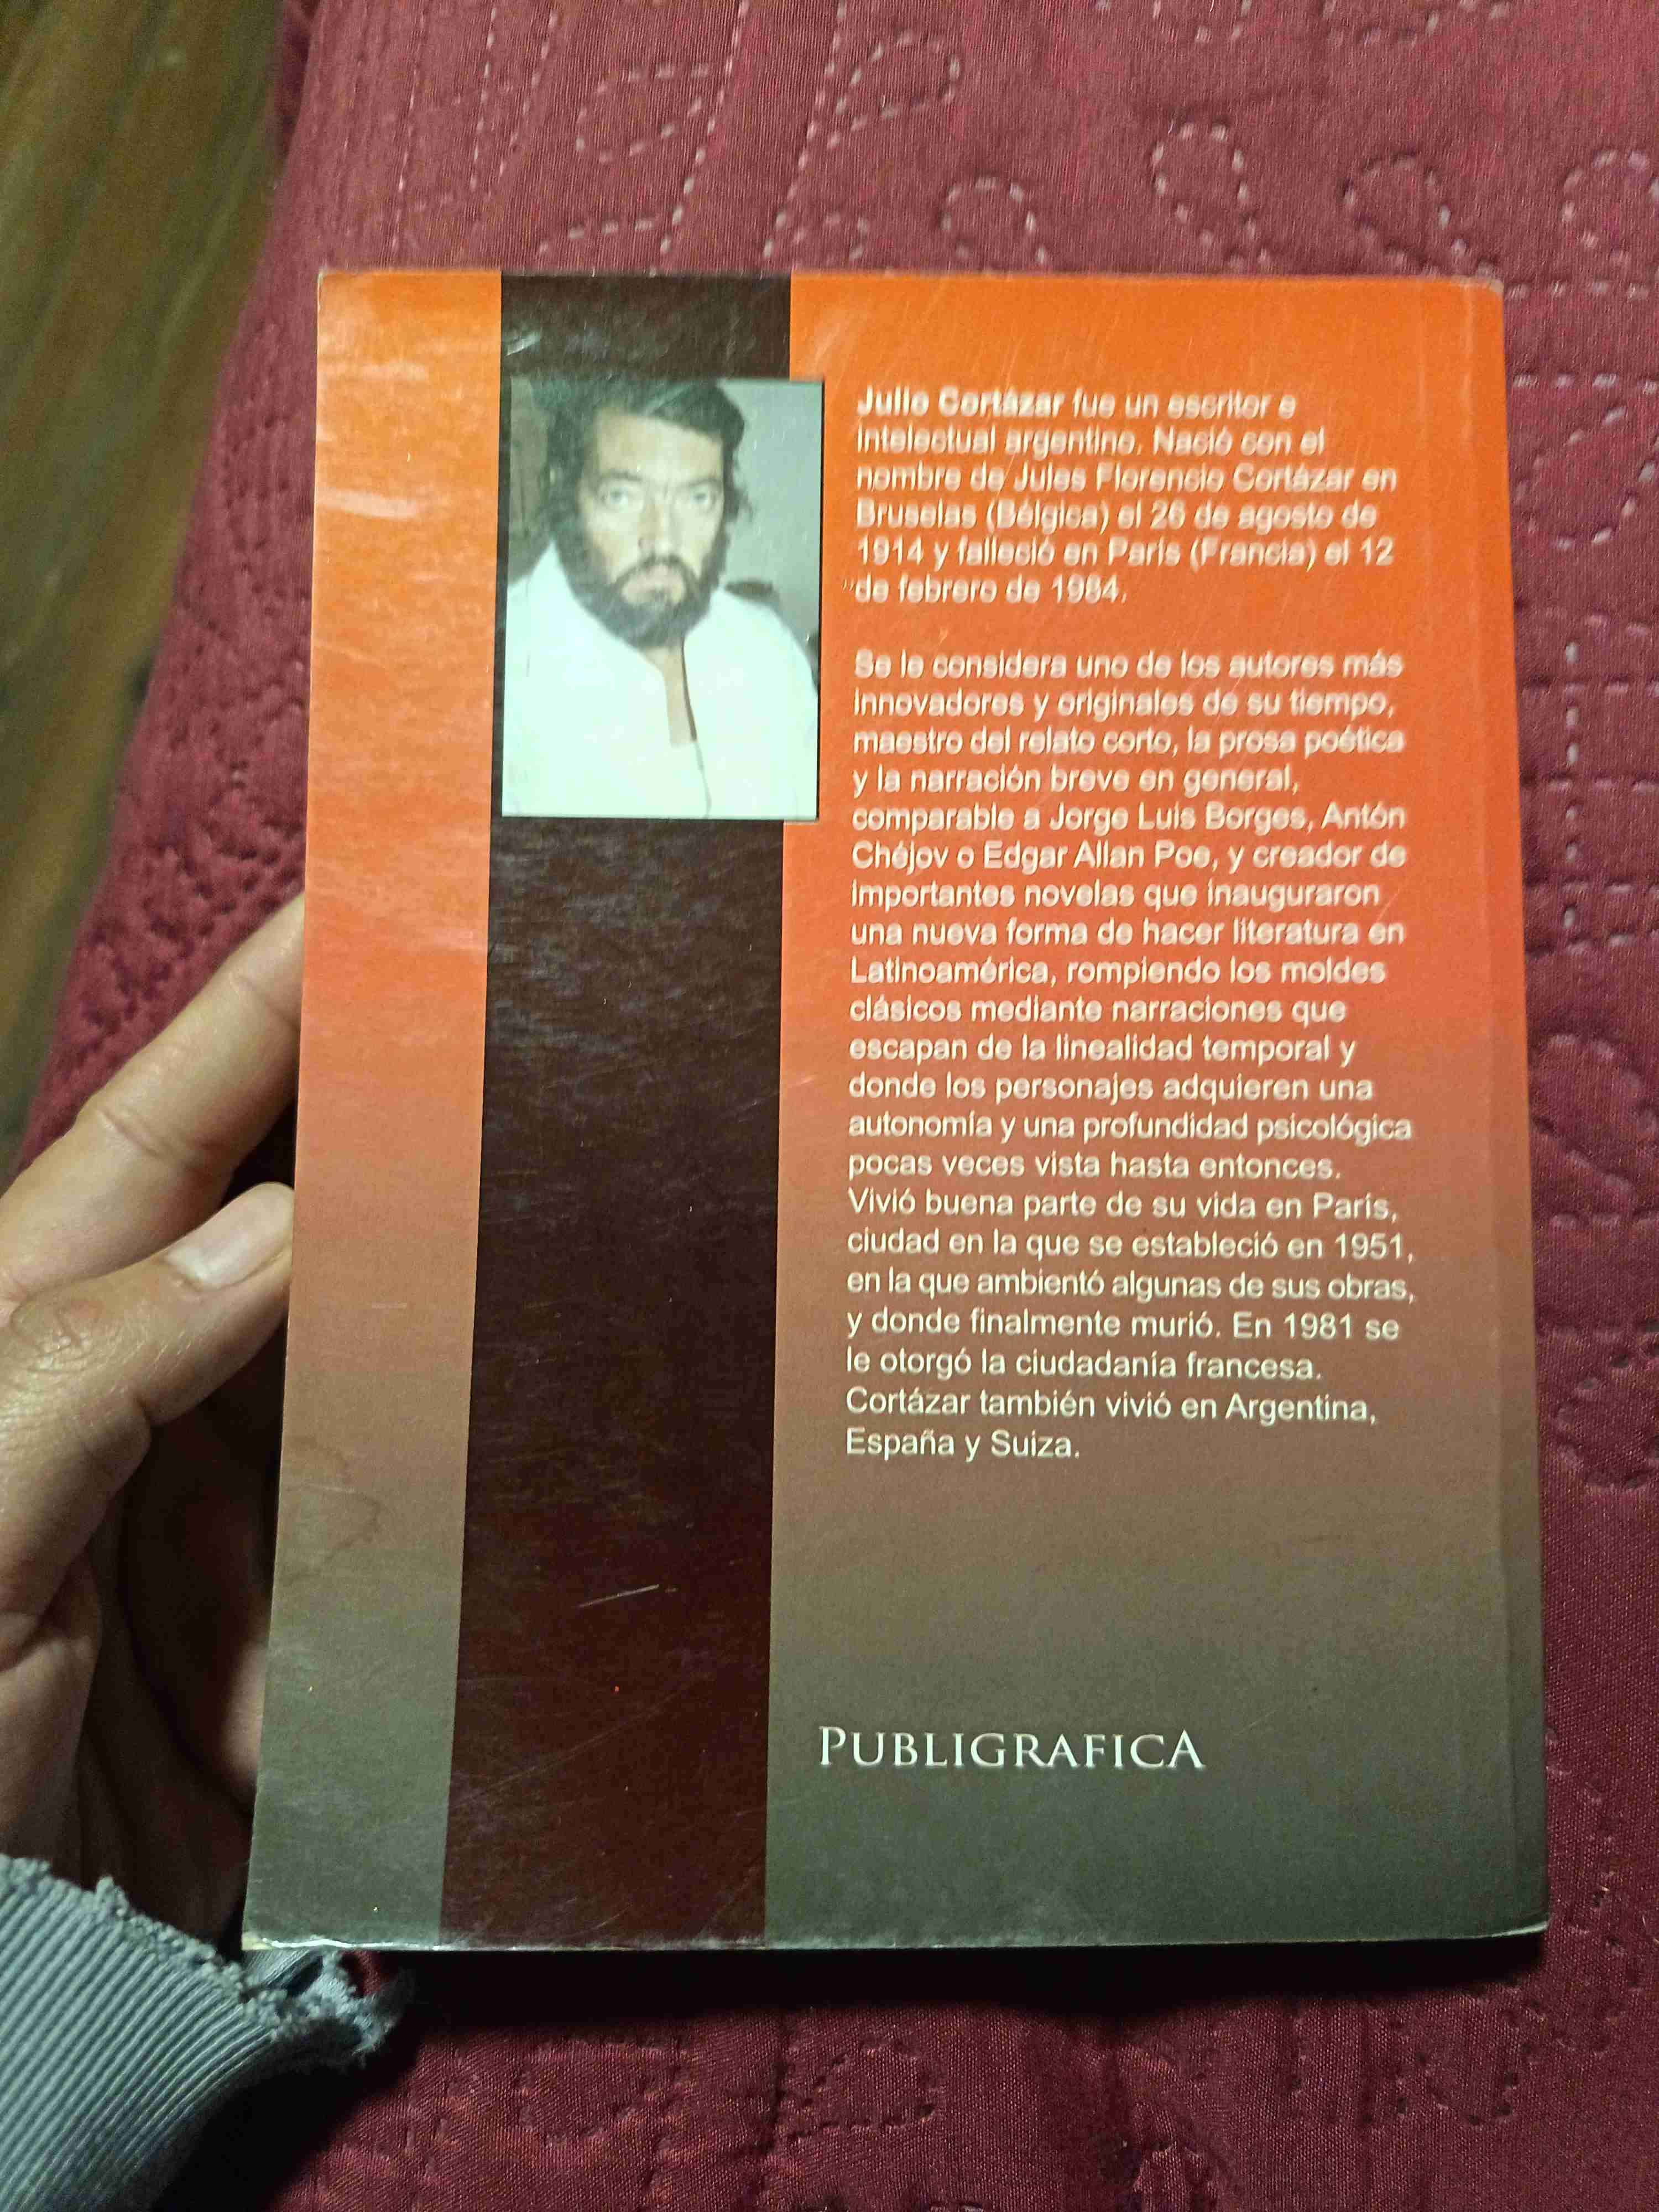 Julio Cortázar fue un escritor e
intelectual argentino. Nació con el
nombre de Jules Florencio Cortázar en
Bruselas (Bélgica) el 26 de agosto de
1914 y falleció en París (Francia) el 12
de febrero de 1984.
Se le considera uno de los autores más
innovadores y originales de su tiempo,
maestro del relato corto, la prosa poética
y la narración breve en general,
comparable a Jorge Luis Borges, Antón
Chéjov o Edgar Allan Poe, y creador de
importantes novelas que inauguraron
una nueva forma de hacer literatura en
Latinoamérica, rompiendo los moldes
clásicos mediante narraciones que
escapan de la linealidad temporal y
donde los personajes adquieren una
autonomía y una profundidad psicológica
pocas veces vista hasta entonces.
Vivió buena parte de su vida en París,
ciudad en la que se estableció en 1951,
en la que ambientó algunas de sus obras,
y donde finalmente murió. En 1981 se
le otorgó la ciudadanía francesa.
Cortázar también vivió en Argentina,
España y Suiza.
PUBLIGRAFICA